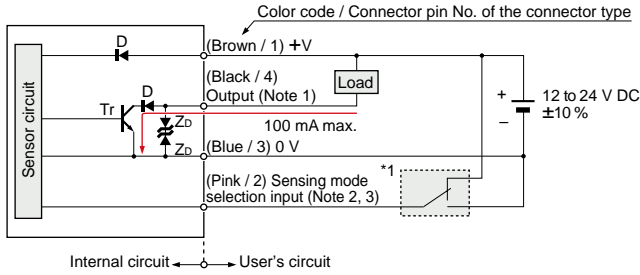 Color code / Connector pin No. of the connector type
D
(Brown / 1) +V
(Black / 4)
Output (Note 1)
Load
D
Tr
ZD
100 mA max.
+
–
12 to 24 V DC
±10 %
Sensor circuit
ZD
(Blue / 3) 0 V
*1
(Pink / 2) Sensing mode
selection input (Note 2, 3)
Internal circuit
User's circuit